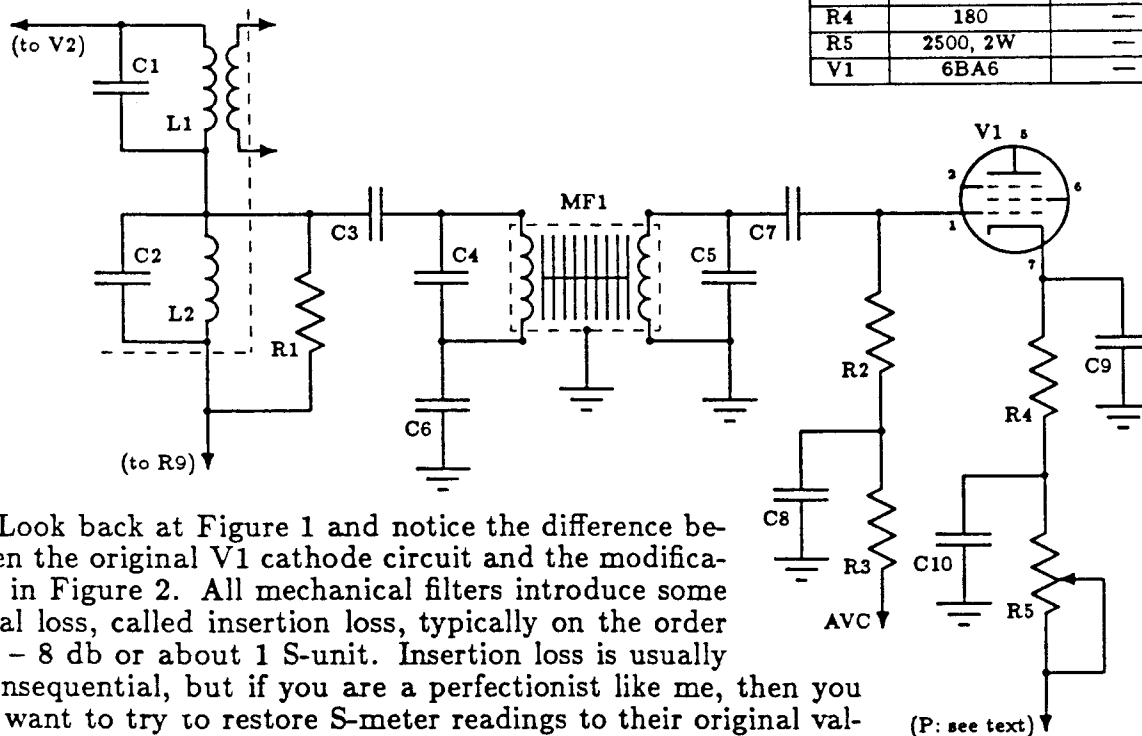 R4 180 —
R5 2500, 2W —
V1 6BA6 —
(to V2)
C1
L1
C2
L2
R1
(to R9)
C3
C4
C6
MF1
C5
C7
R2
C8
R3
AVC
V1
5
2
6
1
7
C9
R4
C10
R5
(P: see text)
Look back at Figure 1 and notice the difference be-
en the original V1 cathode circuit and the modifica-
in Figure 2. All mechanical filters introduce some
al loss, called insertion loss, typically on the order
– 8 db or about 1 S-unit. Insertion loss is usually
nsequential, but if you are a perfectionist like me, then you
want to try to restore S-meter readings to their original val-